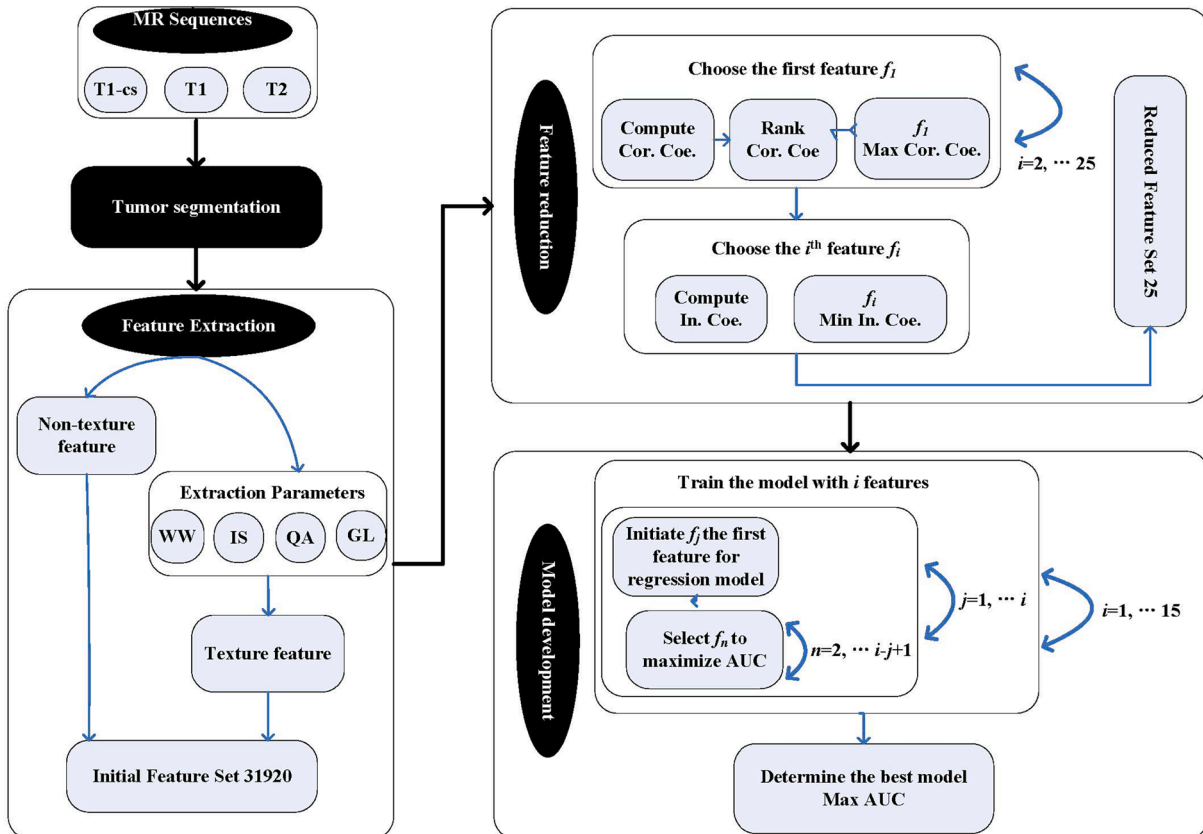 MR Sequences
T1-cs
T1
T2
Tumor segmentation
Feature Extraction
Non-texture
feature
Extraction Parameters
WW
IS
QA
GL
Texture feature
Initial Feature Set 31920
Feature reduction
Choose the first feature f1
Compute
Cor. Coe.
Rank
Cor. Coe
f1
Max Cor. Coe.
i=2, ··· 25
Choose the ith feature fi
Compute
In. Coe.
fi
Min In. Coe.
Reduced Feature Set 25
Model development
Train the model with i features
Initiate fj the first
feature for
regression model
Select fn to
maximize AUC
n=2, ··· i-j+1
j=1, ··· i
i=1, ··· 15
Determine the best model
Max AUC